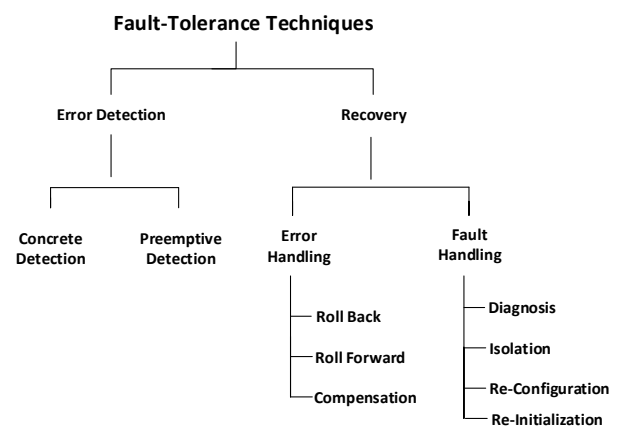 Fault-Tolerance Techniques
Error Detection
Recovery
Concrete
Detection
Preemptive
Detection
Error
Handling
Fault
Handling
Roll Back
Roll Forward
Compensation
Diagnosis
Isolation
Re-Configuration
Re-Initialization